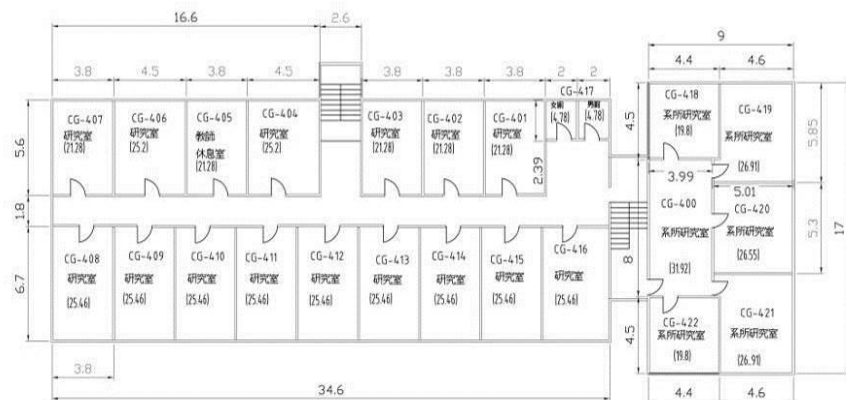 16.6
2.6
9
3.8
4.5
3.8
4.5
3.8
3.8
3.8
2
2
4.4
4.6
CG-417
CG-407
研究室
(21.28)
CG-406
研究室
(25.2)
CG-405
教師
休息室
(21.28)
CG-404
研究室
(25.2)
CG-403
研究室
(21.28)
CG-402
研究室
(21.28)
CG-401
研究室
(21.28)
女廁
(4.78)
男廁
(4.78)
CG-418
研究室
(19.8)
CG-419
系所研究室
(26.91)
5.6
2.39
4.5
5.85
3.99
5.01
1.8
CG-400
系所研究室
(31.92)
CG-420
系所研究室
(26.55)
5.3
17
8
6.7
CG-408
研究室
(25.46)
CG-409
研究室
(25.46)
CG-410
研究室
(25.46)
CG-411
研究室
(25.46)
CG-412
研究室
(25.46)
CG-413
研究室
(25.46)
CG-414
研究室
(25.46)
CG-415
研究室
(25.46)
CG-416
研究室
(25.46)
4.5
CG-422
系所研究室
(19.8)
CG-421
系所研究室
(26.91)
3.8
34.6
4.4
4.6